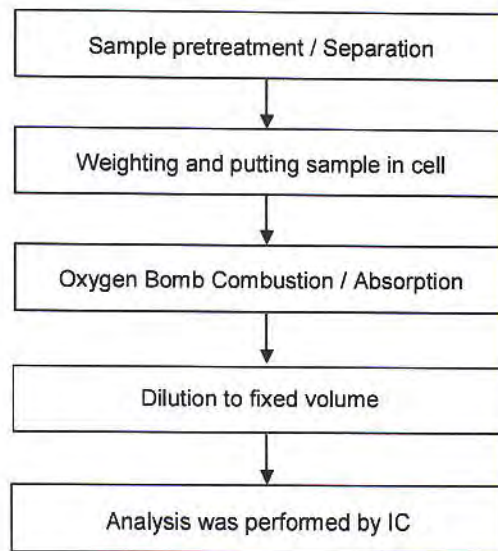 Sample pretreatment / Separation
Weighting and putting sample in cell
Oxygen Bomb Combustion / Absorption
Dilution to fixed volume
Analysis was performed by IC